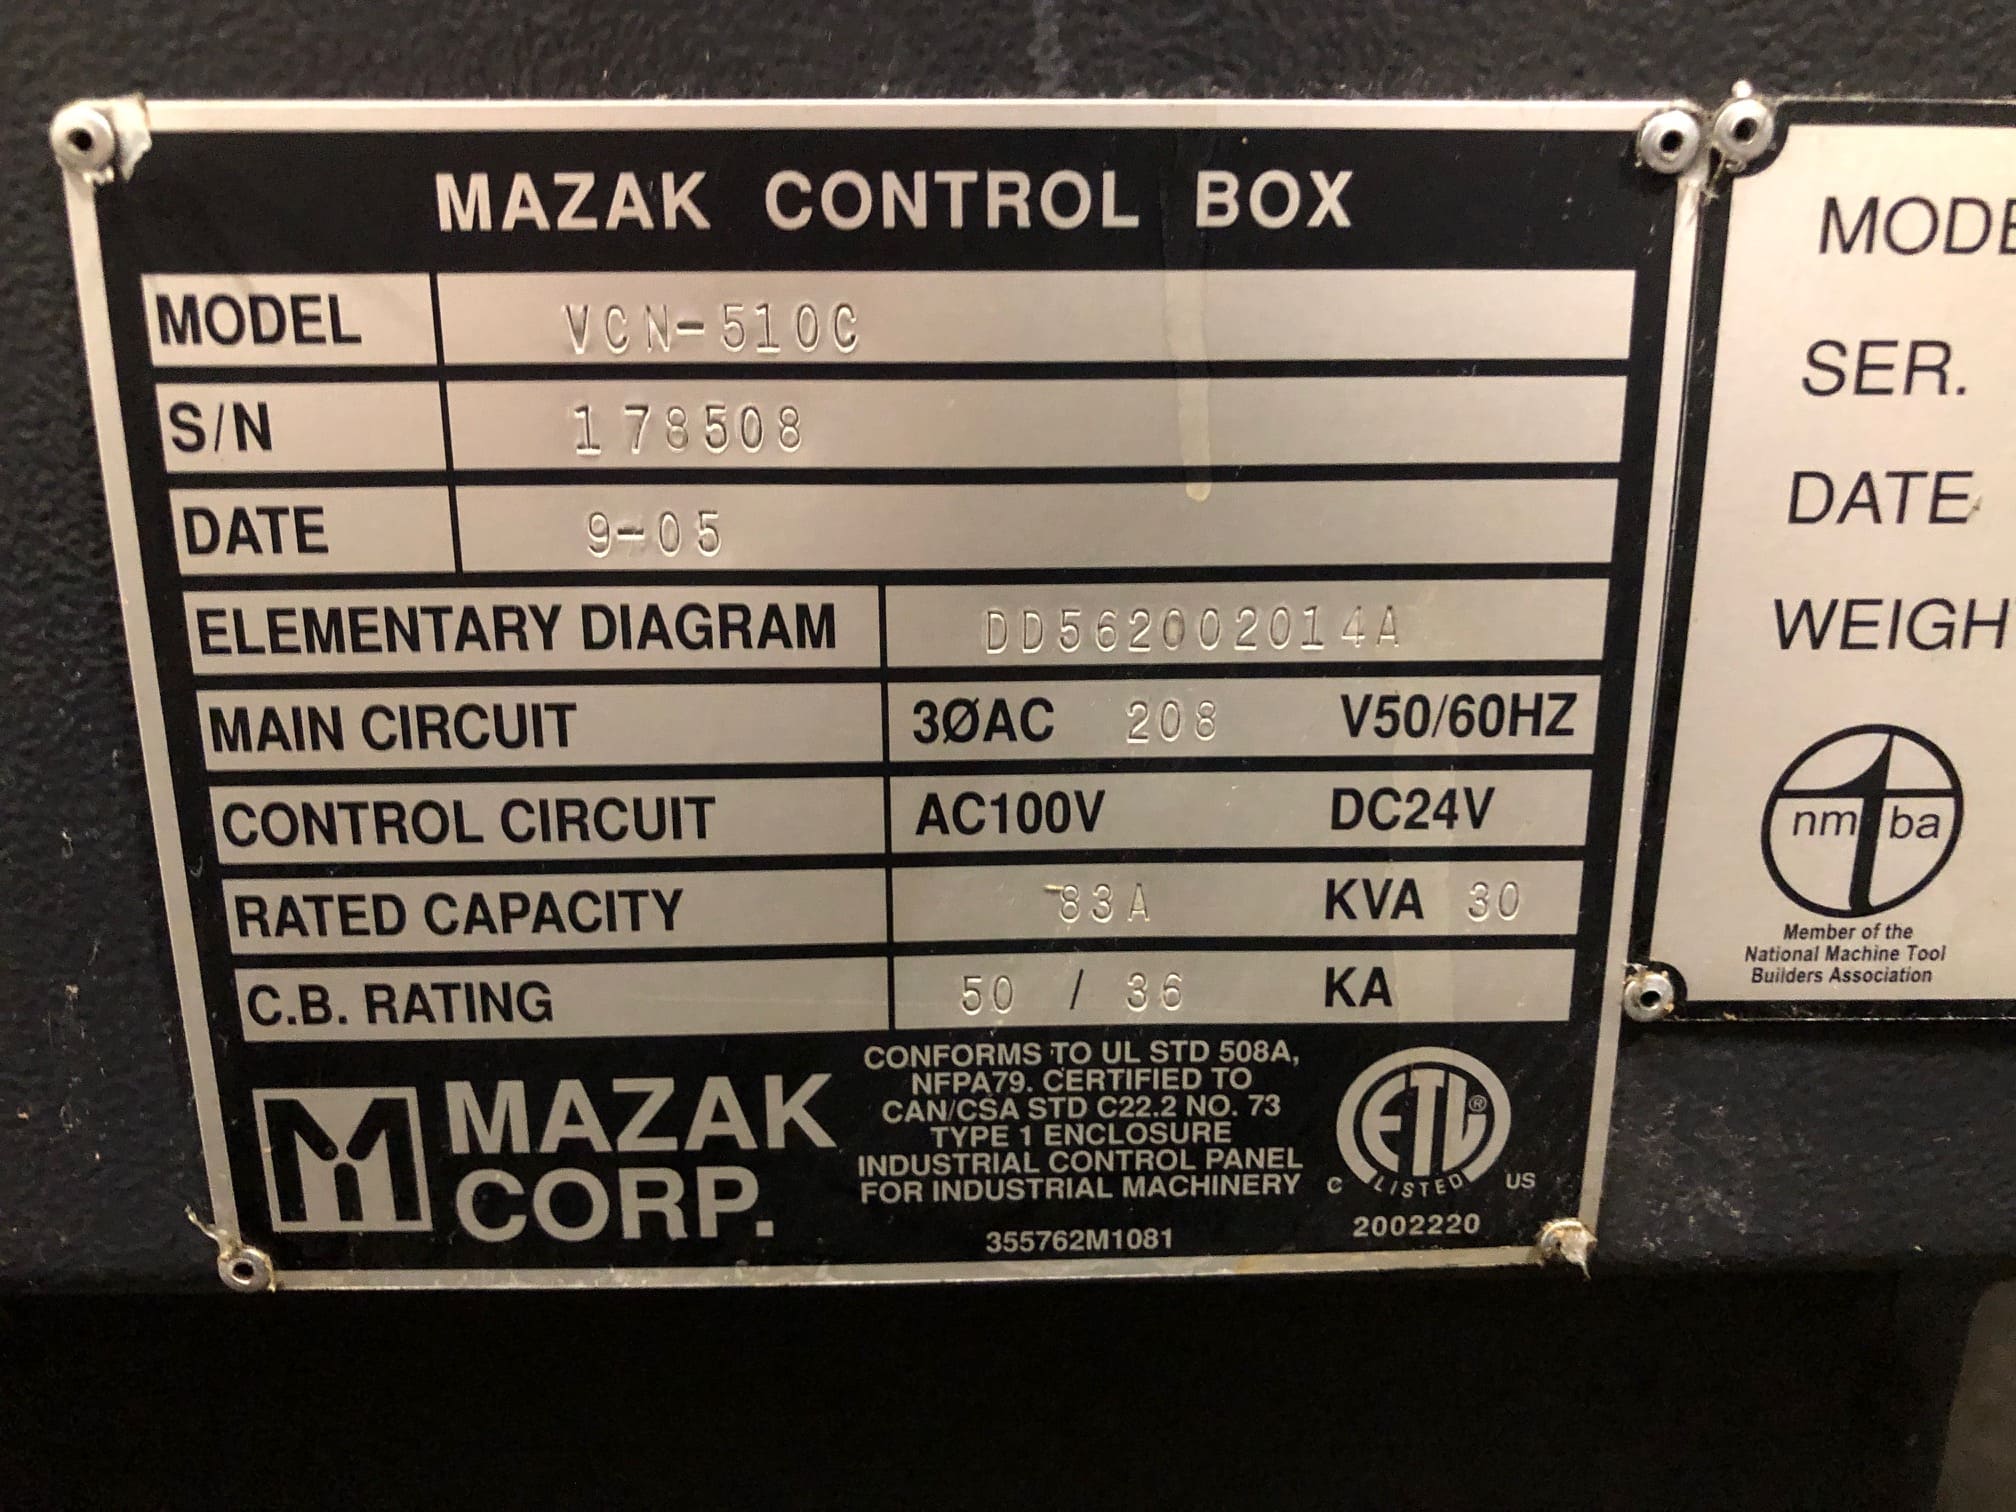 MAZAK CONTROL BOX
MODEL VCN-510C
S/N 178508
DATE 9-05
ELEMENTARY DIAGRAM DD562002014A
MAIN CIRCUIT 3ØAC 208 V50/60HZ
CONTROL CIRCUIT AC100V DC24V
RATED CAPACITY 83A KVA 30
C.B. RATING 50 / 36 KA
MAZAK
CORP.
CONFORMS TO UL STD 508A,
NFPA79. CERTIFIED TO
CAN/CSA STD C22.2 NO. 73
TYPE 1 ENCLOSURE
INDUSTRIAL CONTROL PANEL
FOR INDUSTRIAL MACHINERY
355762M1081
ETL ®
C LISTED US
2002220
MODE
SER.
DATE
WEIGH
nmtba
Member of the
National Machine Tool
Builders Association